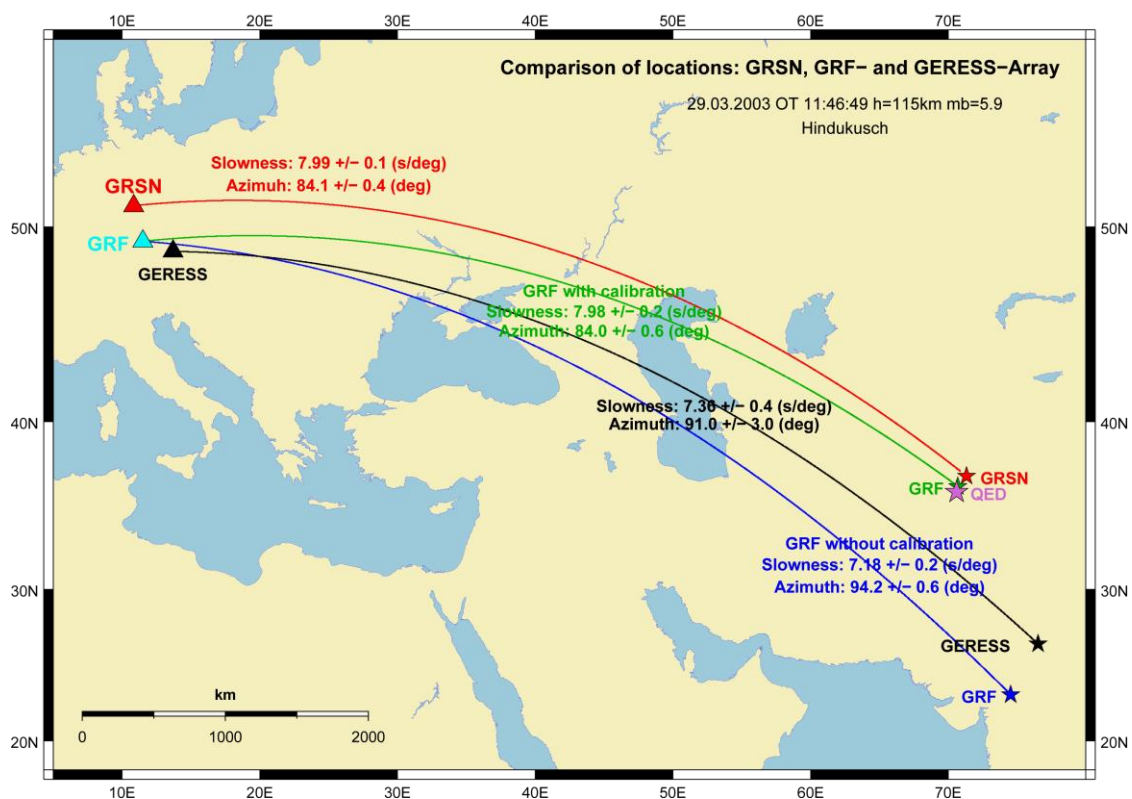 10E 20E 30E 40E 50E 60E 70E
Comparison of locations: GRSN, GRF− and GERESS−Array
29.03.2003 OT 11:46:49 h=115km mb=5.9
Hindukusch
Slowness: 7.99 +/− 0.1 (s/deg)
Azimuh: 84.1 +/− 0.4 (deg)
GRSN
50N 50N
GRF
GERESS
GRF with calibration
Slowness: 7.98 +/− 0.2 (s/deg)
Azimuth: 84.0 +/− 0.6 (deg)
Slowness: 7.36 +/− 0.4 (s/deg)
Azimuth: 91.0 +/− 3.0 (deg)
40N 40N
GRSN
GRF
QED
GRF without calibration
Slowness: 7.18 +/− 0.2 (s/deg)
Azimuth: 94.2 +/− 0.6 (deg)
30N 30N
GERESS
GRF
km
0 1000 2000
20N 20N
10E 20E 30E 40E 50E 60E 70E